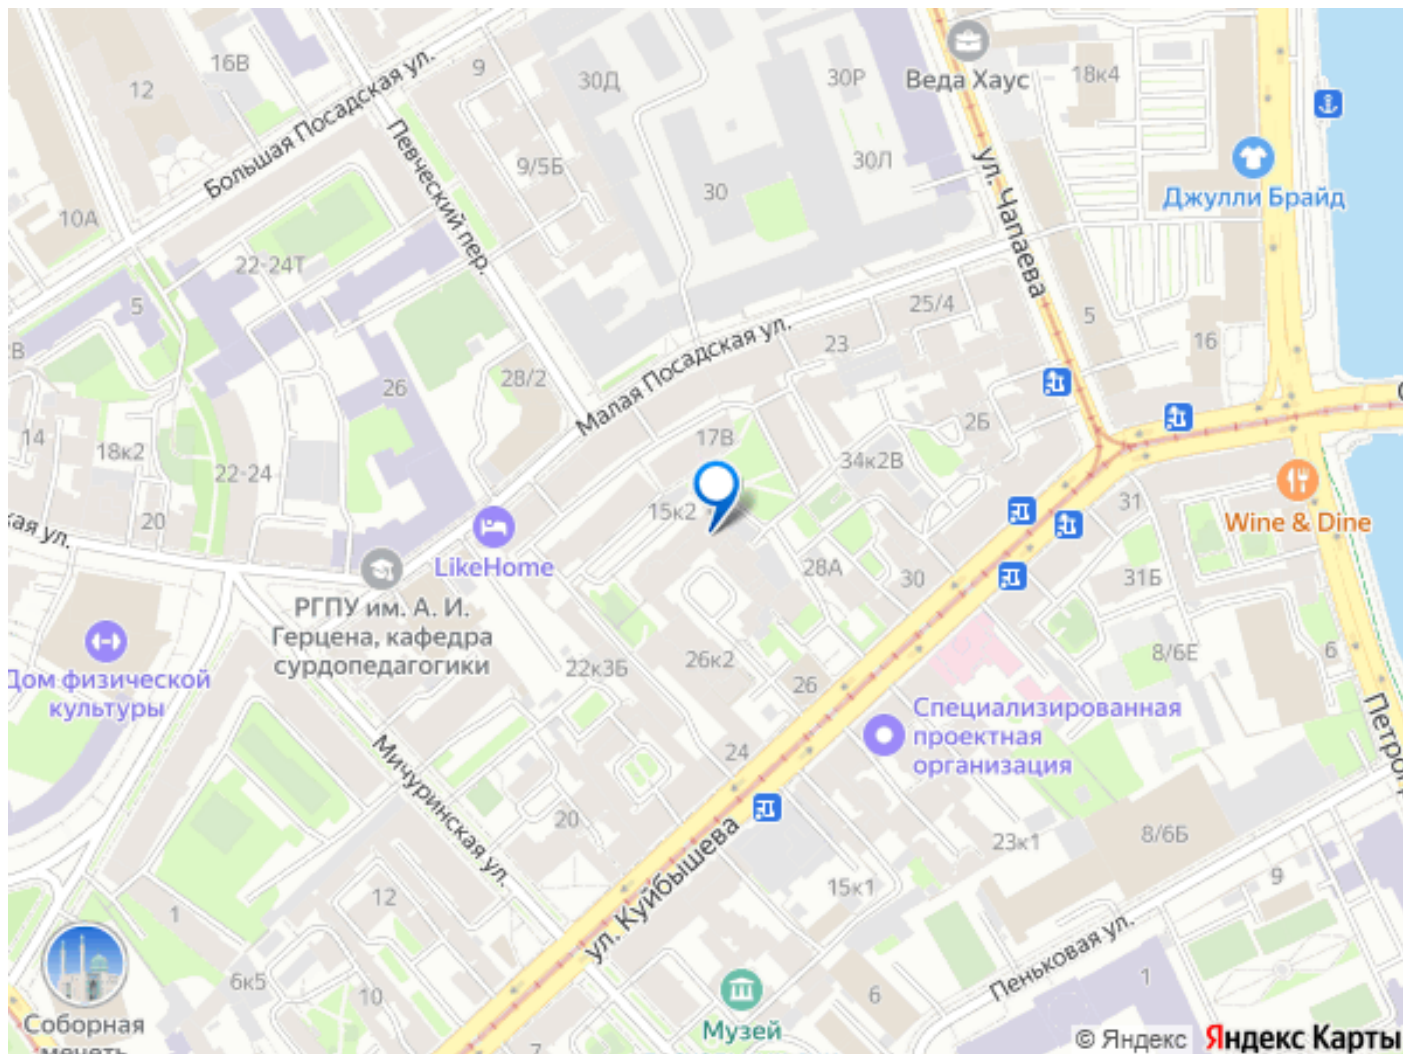 16В
9
12
30Д
30Р
Веда Хаус
18к4
Большая Посадская ул.
Певческий пер.
9/5Б
30Л
ул. Чапаева
Джулли Брайд
30
10А
22-24Т
5
25/4
5
16
2В
23
Малая Посадская ул.
28/2
26
2Б
14
18к2
17В
34к2В
22-24
31
20
15к2
Wine & Dine
LikeHome
28А
30
31Б
РГПУ им. А. И.
Герцена, кафедра
сурдопедагогики
Дом физической
культуры
22к3Б
26к2
26
8/6Е
6
Специализированная
проектная
организация
24
Мичуринская ул.
20
ул. Куйбышева
23к1
8/6Б
15к1
9
12
1
Пеньковая ул.
6к5
10
6
1
Соборная
мечеть
Музей
7
© Яндекс
Яндекс Карты